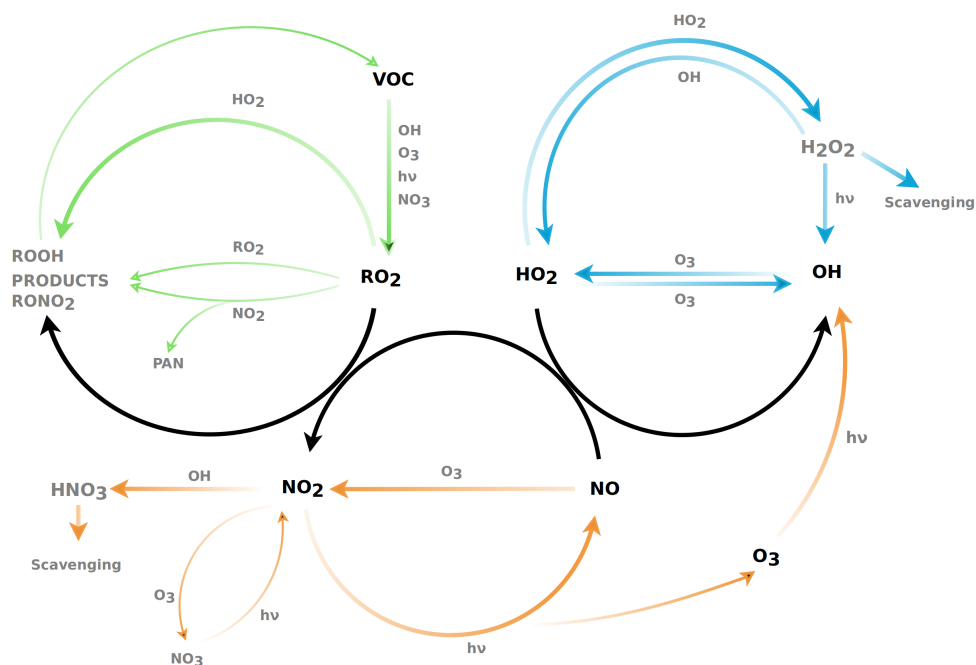 HO2
OH
VOC
HO2
OH
O3
hν
NO3
H2O2
hν
Scavenging
ROOH
PRODUCTS
RONO2
RO2
NO2
PAN
RO2
HO2
O3
O3
OH
hν
HNO3
OH
NO2
O3
NO
Scavenging
O3
hν
NO3
hν
O3